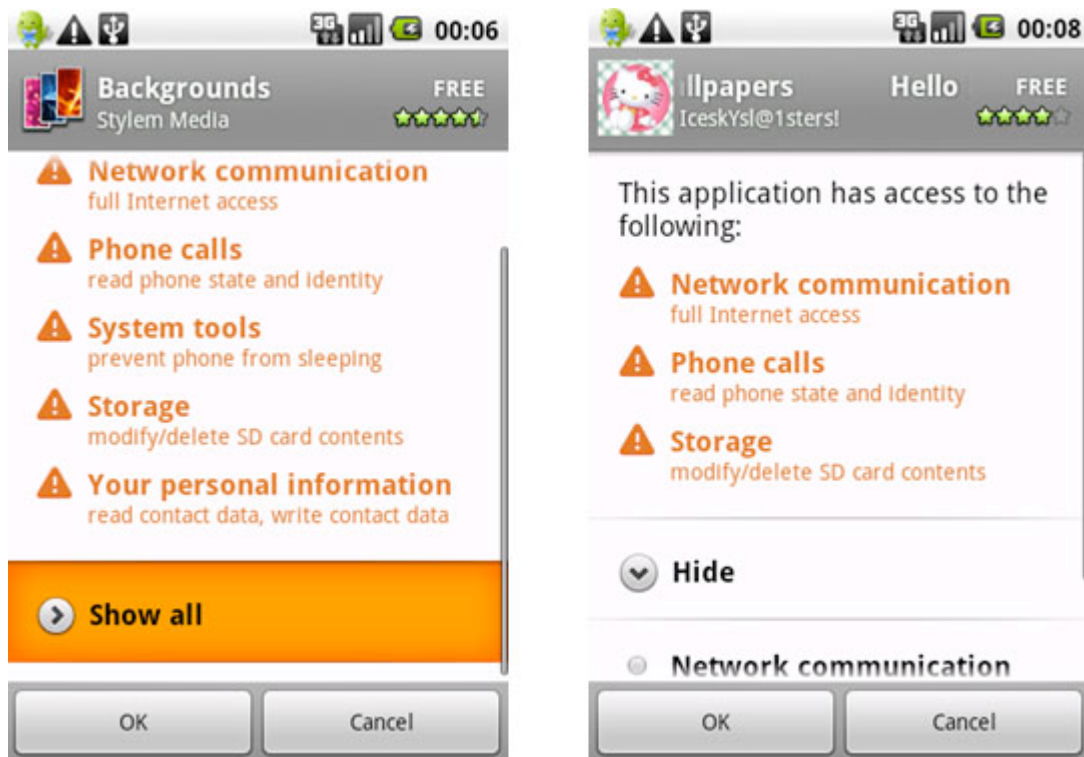 3G 00:06
Backgrounds FREE
Stylem Media
Network communication
full Internet access
Phone calls
read phone state and identity
System tools
prevent phone from sleeping
Storage
modify/delete SD card contents
Your personal information
read contact data, write contact data
Show all
OK Cancel
3G 00:08
llpapers Hello FREE
IceskYsl@1sters!
This application has access to the
following:
Network communication
full Internet access
Phone calls
read phone state and identity
Storage
modify/delete SD card contents
Hide
Network communication
OK Cancel